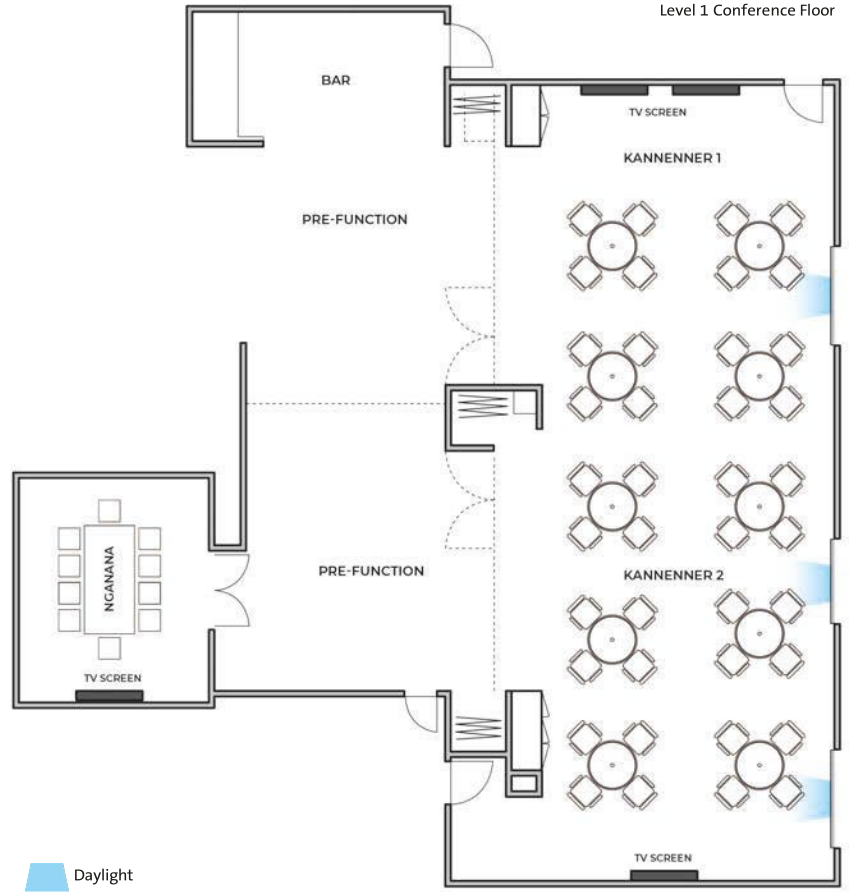 Level 1 Conference Floor
BAR
TV SCREEN
KANNENNER 1
PRE-FUNCTION
PRE-FUNCTION
KANNENNER 2
NGANANA
TV SCREEN
TV SCREEN
Daylight